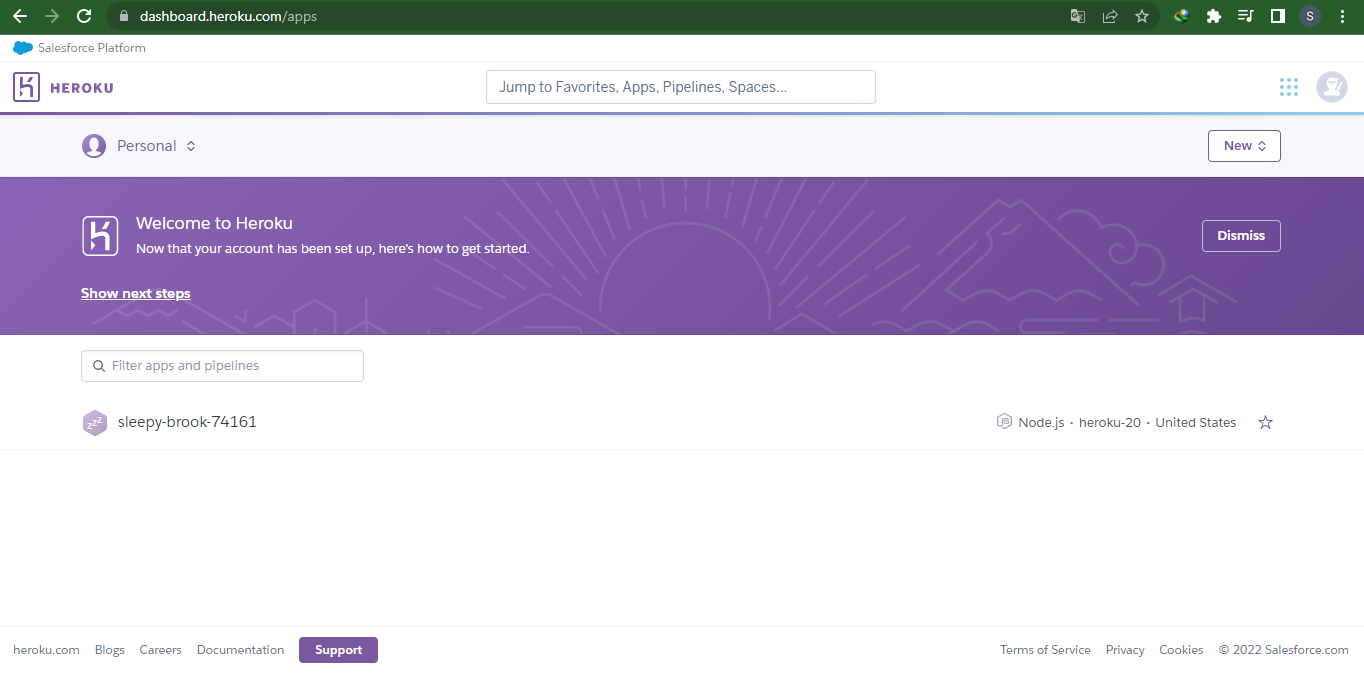 dashboard.heroku.com/apps
S
Salesforce Platform
HEROKU
Jump to Favorites, Apps, Pipelines, Spaces...
Personal
New
Welcome to Heroku
Now that your account has been set up, here's how to get started.
Dismiss
Show next steps
Filter apps and pipelines
zzz sleepy-brook-74161 JS Node.js · heroku-20 · United States
heroku.com Blogs Careers Documentation Support Terms of Service Privacy Cookies © 2022 Salesforce.com